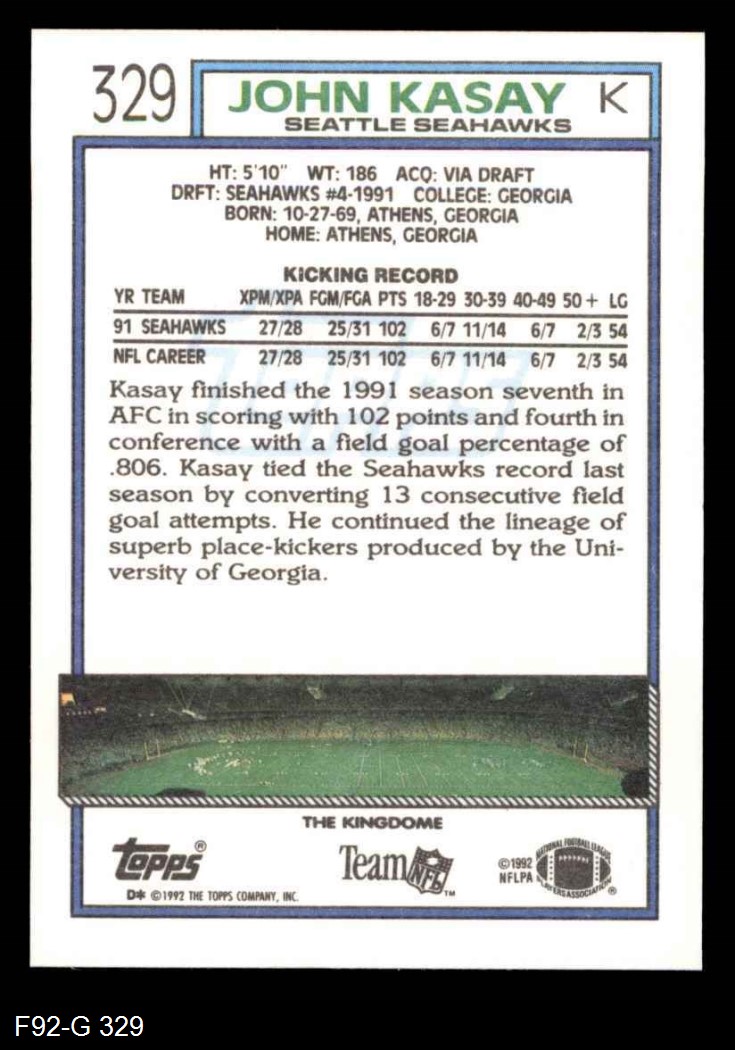 329
JOHN KASAY K
SEATTLE SEAHAWKS
HT: 5'10" WT: 186 ACQ: VIA DRAFT
DRFT: SEAHAWKS #4-1991 COLLEGE: GEORGIA
BORN: 10-27-69, ATHENS, GEORGIA
HOME: ATHENS, GEORGIA
KICKING RECORD
YR TEAM XPM/XPA FGM/FGA PTS 18-29 30-39 40-49 50+ LG
91 SEAHAWKS 27/28 25/31 102 6/7 11/14 6/7 2/3 54
NFL CAREER 27/28 25/31 102 6/7 11/14 6/7 2/3 54
Kasay finished the 1991 season seventh in
AFC in scoring with 102 points and fourth in
conference with a field goal percentage of
.806. Kasay tied the Seahawks record last
season by converting 13 consecutive field
goal attempts. He continued the lineage of
superb place-kickers produced by the Uni-
versity of Georgia.
THE KINGDOME
Topps®
D* ©1992 THE TOPPS COMPANY, INC.
Team NFL™
©1992
NFLPA
NATIONAL FOOTBALL LEAGUE
PLAYERS ASSOCIATION®
F92-G 329